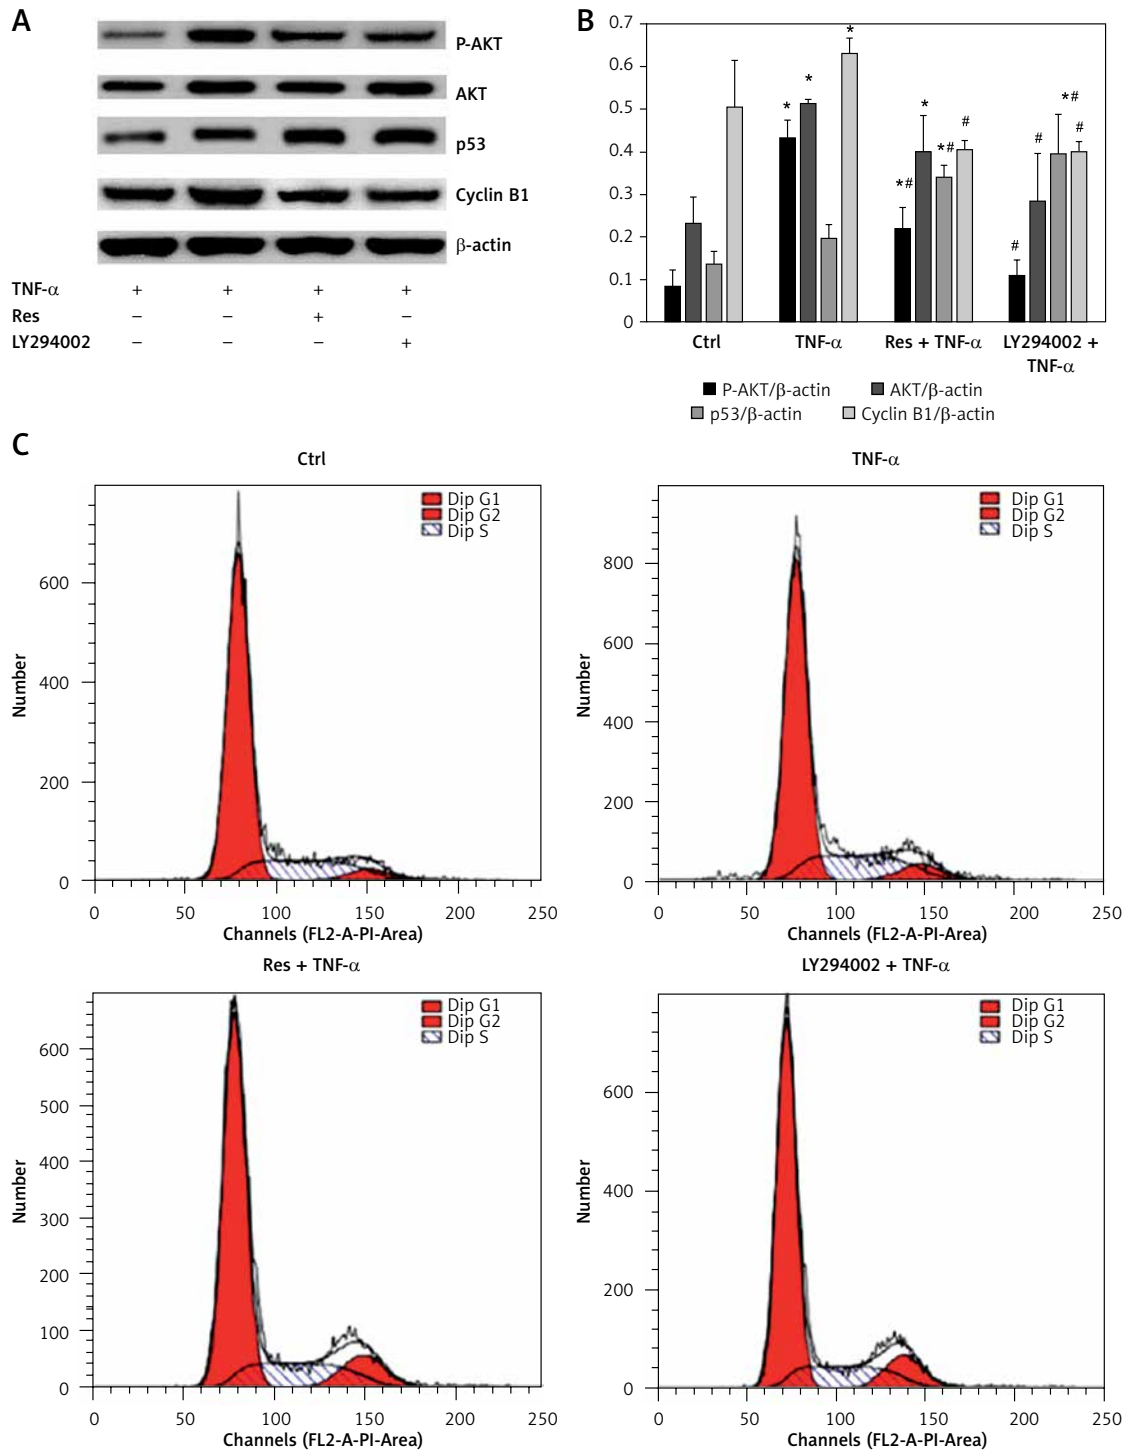 A
P-AKT
AKT
p53
Cyclin B1
β-actin
TNF-α + + + +
Res – – + –
LY294002 – – – +
B
0.7
0.6
0.5
0.4
0.3
0.2
0.1
0
* * *
*# * *# #
# # *# #
Ctrl TNF-α Res + TNF-α LY294002 +
TNF-α
P-AKT/β-actin AKT/β-actin
p53/β-actin Cyclin B1/β-actin
C
Ctrl
Dip G1
Dip G2
Dip S
Number
600
400
200
0
0 50 100 150 200 250
Channels (FL2-A-PI-Area)
TNF-α
Dip G1
Dip G2
Dip S
Number
800
600
400
200
0
0 50 100 150 200 250
Channels (FL2-A-PI-Area)
Res + TNF-α
Dip G1
Dip G2
Dip S
Number
600
500
400
300
200
100
0
0 50 100 150 200 250
Channels (FL2-A-PI-Area)
LY294002 + TNF-α
Dip G1
Dip G2
Dip S
Number
600
400
200
0
0 50 100 150 200 250
Channels (FL2-A-PI-Area)